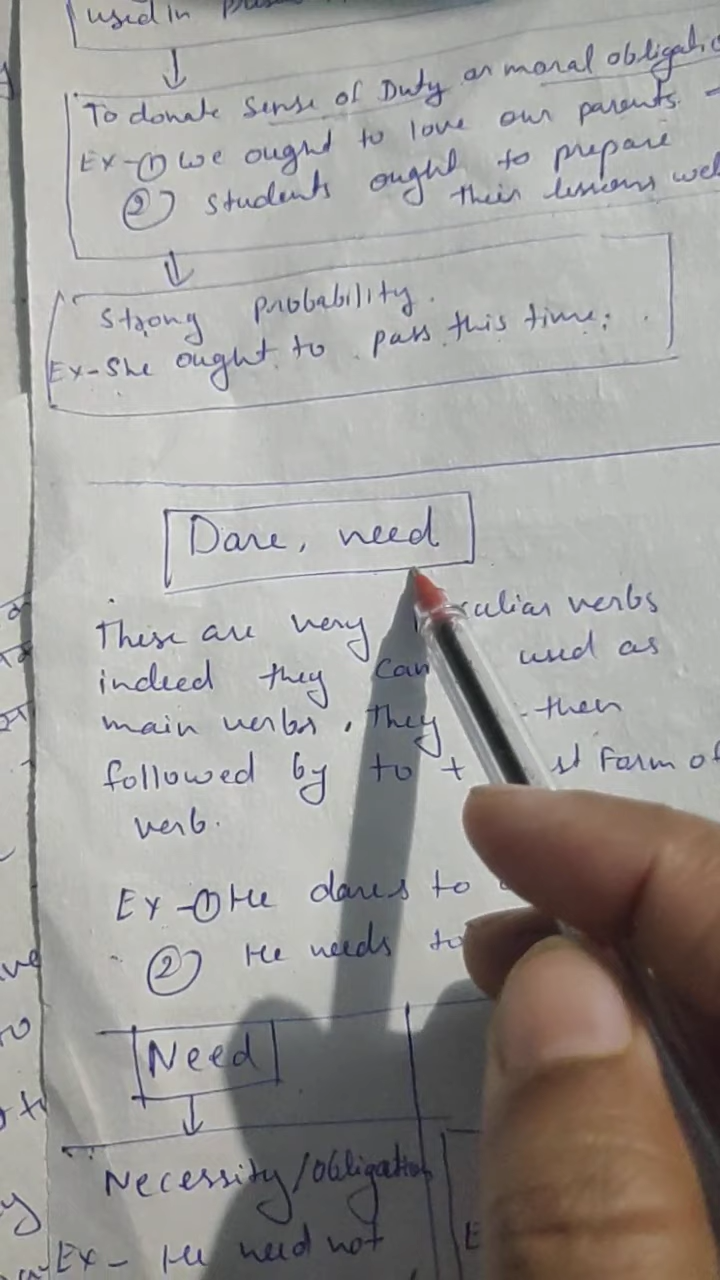 used in
To donate Sense of Duty or moral obligatio
Ex-① We ought to love our parents -
② Students ought to prepare
their lessons wel
Strong probability.
Ex-She ought to pass this time.
Dare, need
These are very culiar verbs
indeed they can used as
main verbs, they then
followed by to + st Form of
verb.
Ex-① He dares to
② He needs to
Need
Necessity/Obligation
Ex- He need not